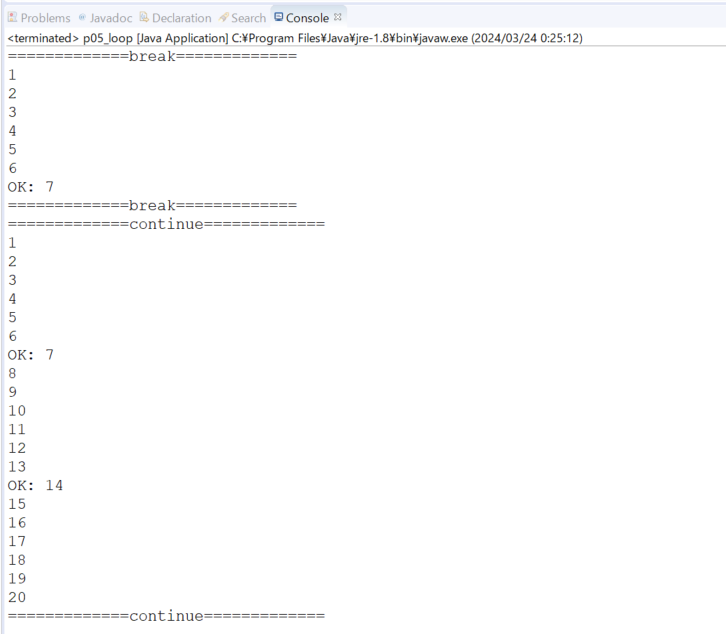 Problems @ Javadoc Declaration Search Console
<terminated> p05_loop [Java Application] C:¥Program Files¥Java¥jre-1.8¥bin¥javaw.exe (2024/03/24 0:25:12)
=============break=============
1
2
3
4
5
6
OK: 7
=============break=============
=============continue=============
1
2
3
4
5
6
OK: 7
8
9
10
11
12
13
OK: 14
15
16
17
18
19
20
=============continue=============